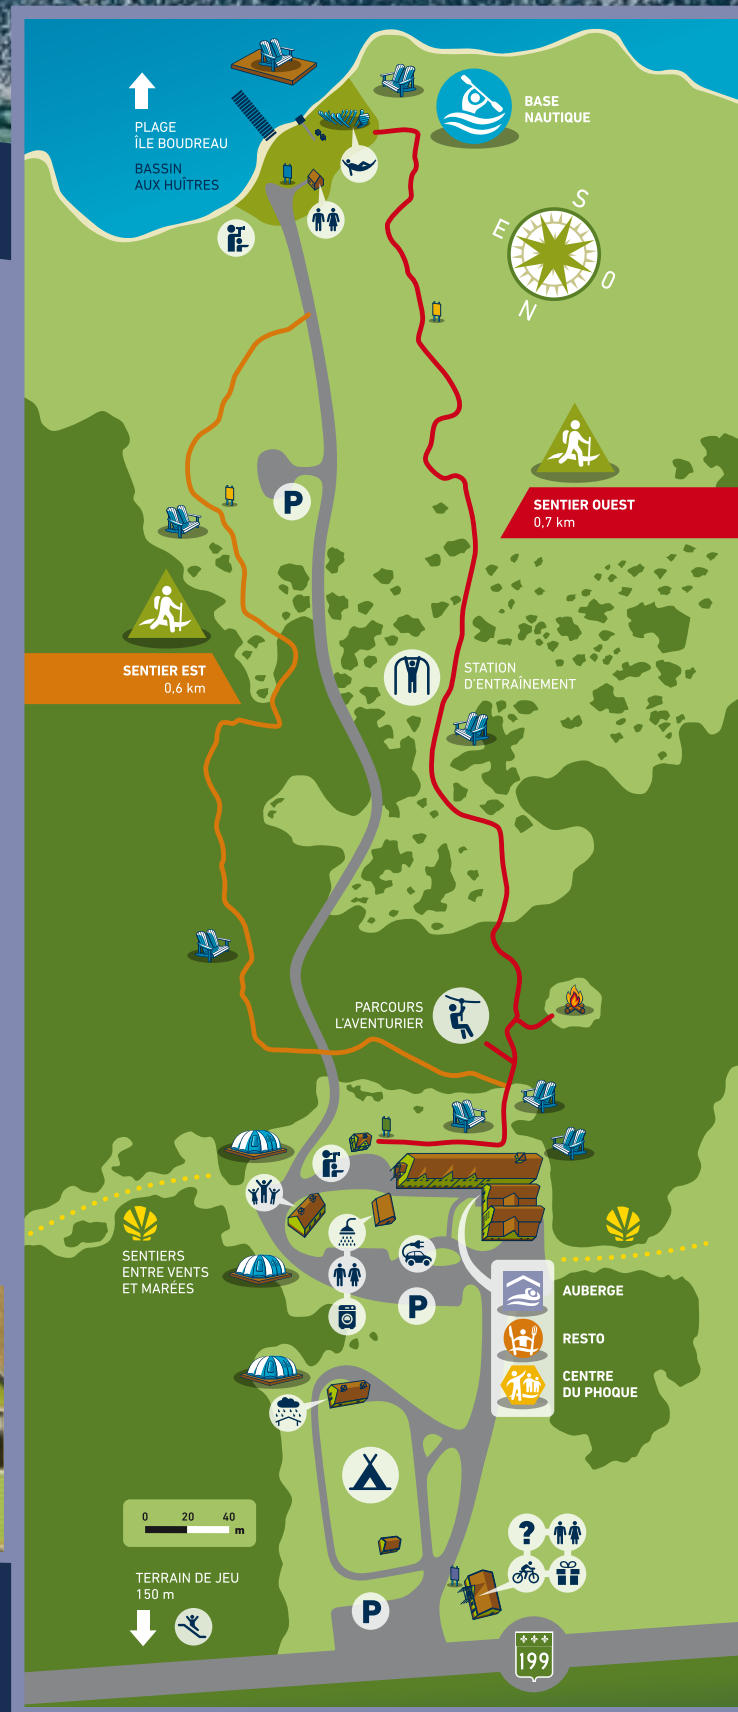 PLAGE
ÎLE BOUDREAU
BASSIN
AUX HUÎTRES
BASE
NAUTIQUE
S
E
O
N
P
SENTIER OUEST
0,7 km
SENTIER EST
0,6 km
STATION
D'ENTRAÎNEMENT
PARCOURS
L'AVENTURIER
SENTIERS
ENTRE VENTS
ET MARÉES
P
AUBERGE
RESTO
CENTRE
DU PHOQUE
0 20 40
m
?
TERRAIN DE JEU
150 m
P
199